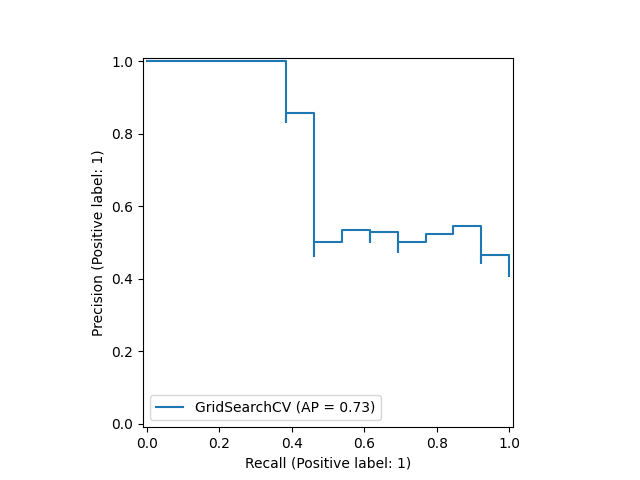 1.0
0.8
0.6
0.4
0.2
0.0
Precision (Positive label: 1)
GridSearchCV (AP = 0.73)
0.0 0.2 0.4 0.6 0.8 1.0
Recall (Positive label: 1)